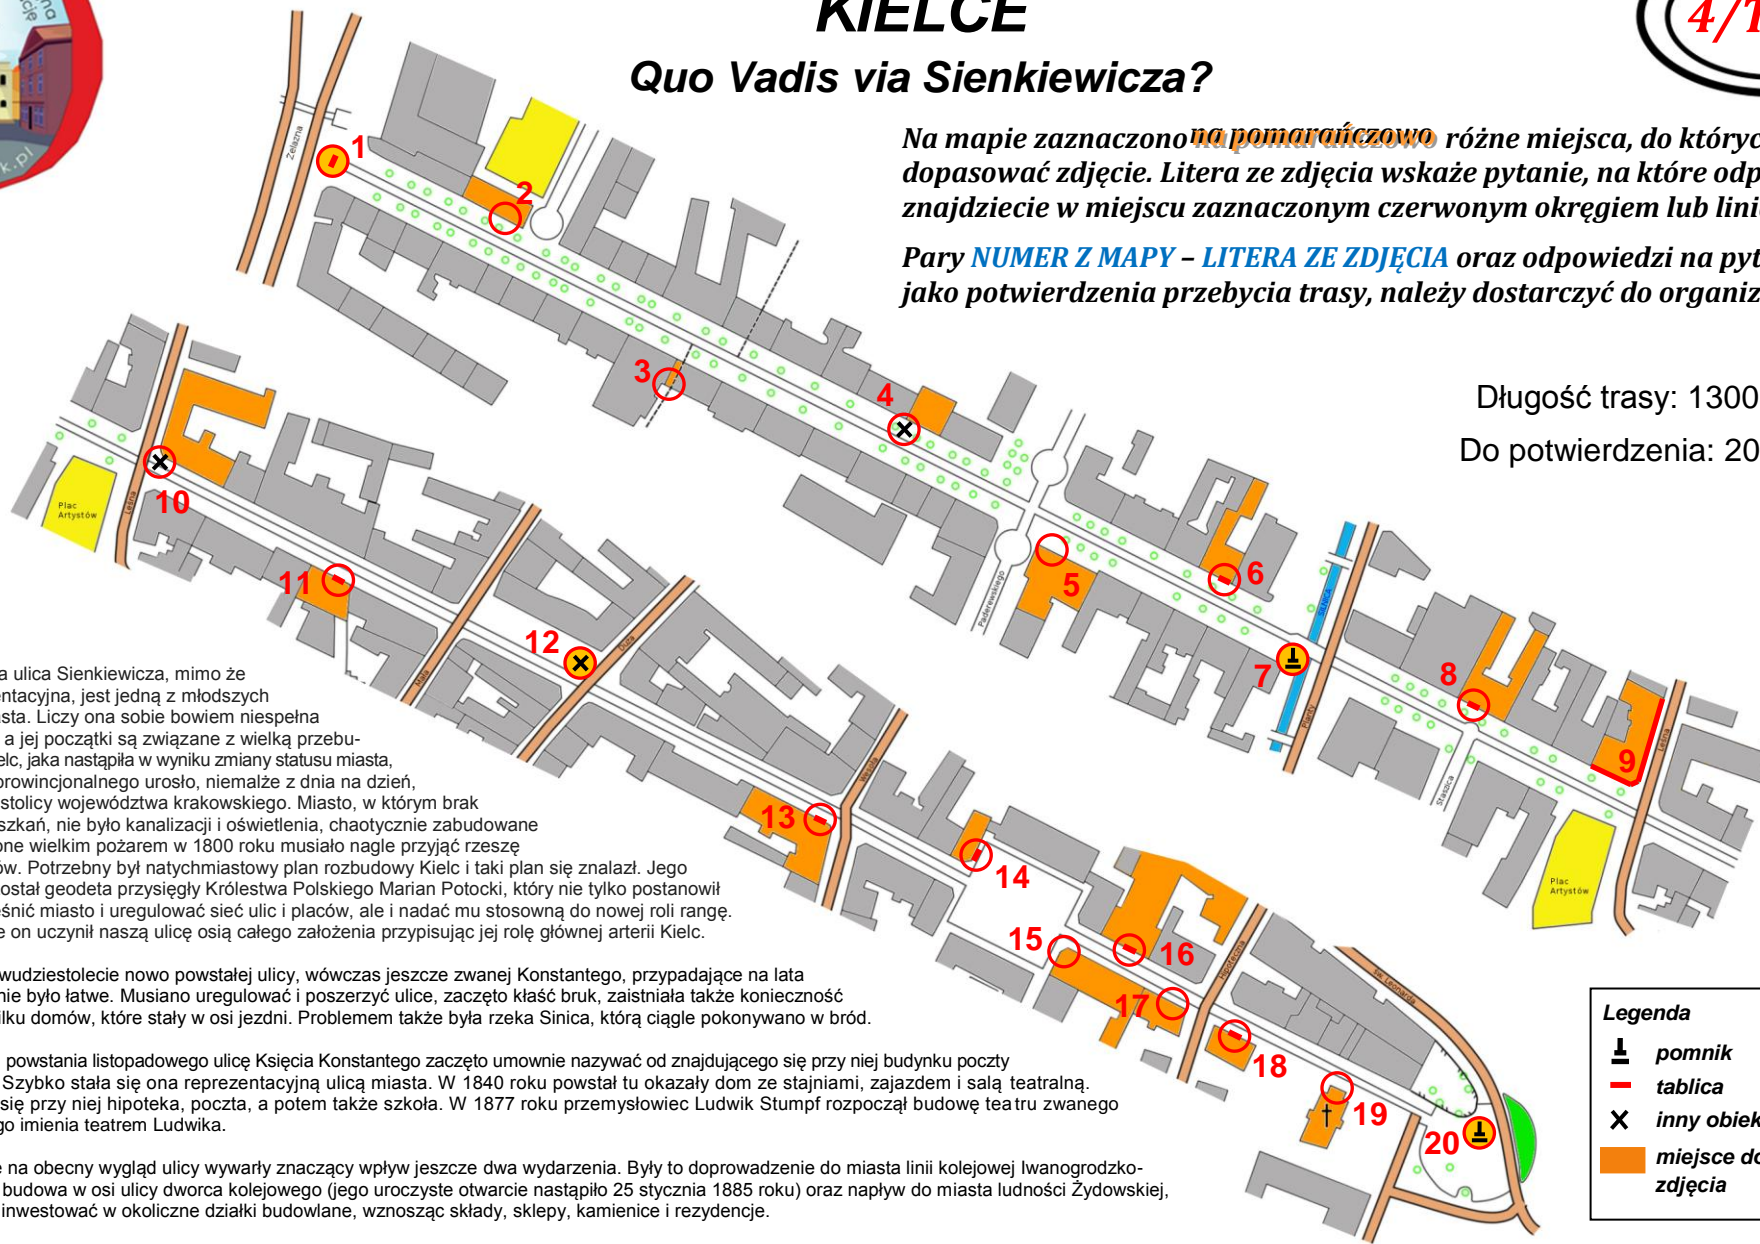 KIELCE
4/T
Quo Vadis via Sienkiewicza?
Na mapie zaznaczono na pomarańczowo różne miejsca, do których
dopasować zdjęcie. Litera ze zdjęcia wskaże pytanie, na które odp
znajdziecie w miejscu zaznaczonym czerwonym okręgiem lub lini
Pary NUMER Z MAPY – LITERA ZE ZDJĘCIA oraz odpowiedzi na pyt
jako potwierdzenia przebycia trasy, należy dostarczyć do organiz
Długość trasy: 1300
Do potwierdzenia: 20
Żelazna
1
2
3
4
5
6
7
8
9
Paderewskiego
SILNICA
Planty
Staszica
Leśna
Plac
Artystów
Plac
Artystów
Leśna
10
11
12
13
14
15
16
17
18
19
20
Mała
Duża
Wesoła
Hipoteczna
św. Leonarda
a ulica Sienkiewicza, mimo że
entacyjna, jest jedną z młodszych
asta. Liczy ona sobie bowiem niespełna
a jej początki są związane z wielką przebu-
elc, jaka nastąpiła w wyniku zmiany statusu miasta,
prowincjonalnego urosło, niemalże z dnia na dzień,
stolicy województwa krakowskiego. Miasto, w którym brak
szkań, nie było kanalizacji i oświetlenia, chaotycznie zabudowane
one wielkim pożarem w 1800 roku musiało nagle przyjąć rzeszę
ów. Potrzebny był natychmiastowy plan rozbudowy Kielc i taki plan się znalazł. Jego
ostał geodeta przysięgły Królestwa Polskiego Marian Potocki, który nie tylko postanowił
eśnić miasto i uregulować sieć ulic i placów, ale i nadać mu stosowną do nowej roli rangę.
e on uczynił naszą ulicę osią całego założenia przypisując jej rolę głównej arterii Kielc.
wudziestolecie nowo powstałej ulicy, wówczas jeszcze zwanej Konstantego, przypadające na lata
nie było łatwe. Musiano uregulować i poszerzyć ulice, zaczęto kłaść bruk, zaistniała także konieczność
ilku domów, które stały w osi jezdni. Problemem także była rzeka Sinica, którą ciągle pokonywano w bród.
powstania listopadowego ulicę Księcia Konstantego zaczęto umownie nazywać od znajdującego się przy niej budynku poczty
Szybko stała się ona reprezentacyjną ulicą miasta. W 1840 roku powstał tu okazały dom ze stajniami, zajazdem i salą teatralną.
się przy niej hipoteka, poczta, a potem także szkoła. W 1877 roku przemysłowiec Ludwik Stumpf rozpoczął budowę teatru zwanego
go imienia teatrem Ludwika.
e na obecny wygląd ulicy wywarły znaczący wpływ jeszcze dwa wydarzenia. Były to doprowadzenie do miasta linii kolejowej Iwanogrodzko-
budowa w osi ulicy dworca kolejowego (jego uroczyste otwarcie nastąpiło 25 stycznia 1885 roku) oraz napływ do miasta ludności Żydowskiej,
inwestować w okoliczne działki budowlane, wznosząc składy, sklepy, kamienice i rezydencje.
Legenda
pomnik
tablica
inny obiek
miejsce do
zdjęcia